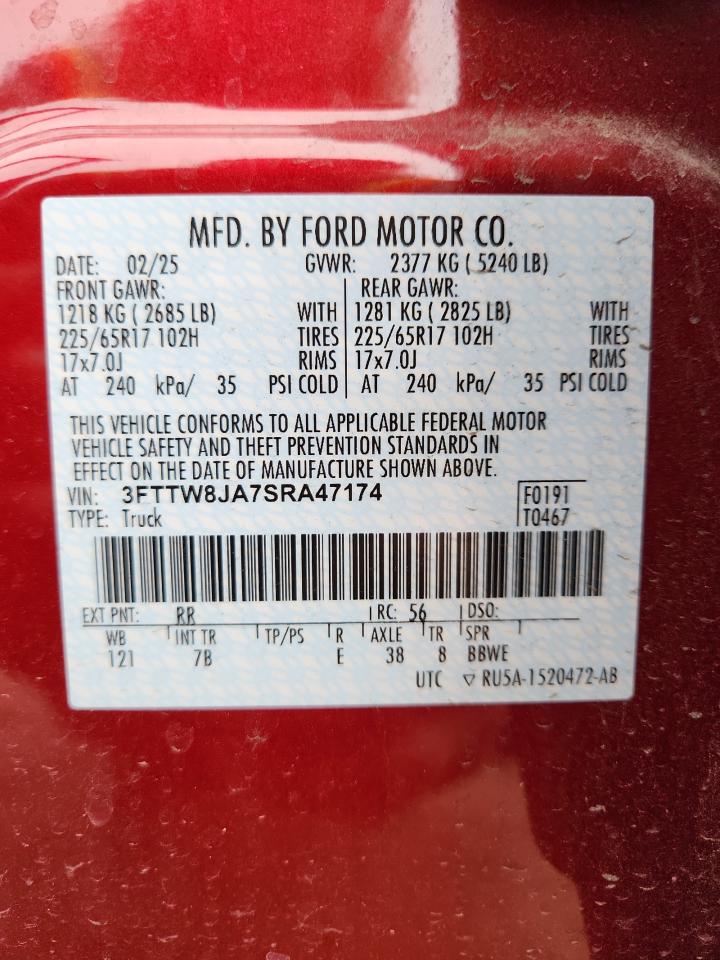 MFD. BY FORD MOTOR CO.
DATE: 02/25 GVWR: 2377 KG ( 5240 LB)
FRONT GAWR: REAR GAWR:
1218 KG ( 2685 LB) WITH 1281 KG ( 2825 LB) WITH
225/65R17 102H TIRES 225/65R17 102H TIRES
17x7.0J RIMS 17x7.0J RIMS
AT 240 kPa/ 35 PSI COLD AT 240 kPa/ 35 PSI COLD
THIS VEHICLE CONFORMS TO ALL APPLICABLE FEDERAL MOTOR
VEHICLE SAFETY AND THEFT PREVENTION STANDARDS IN
EFFECT ON THE DATE OF MANUFACTURE SHOWN ABOVE.
VIN: 3FTTW8JA7SRA47174 F0191
TYPE: Truck T0467
EXT PNT: RR RC: 56 DSO:
WB INT TR TP/PS R AXLE TR SPR
121 7B E 38 8 BBWE
UTC ▽ RU5A-1520472-AB